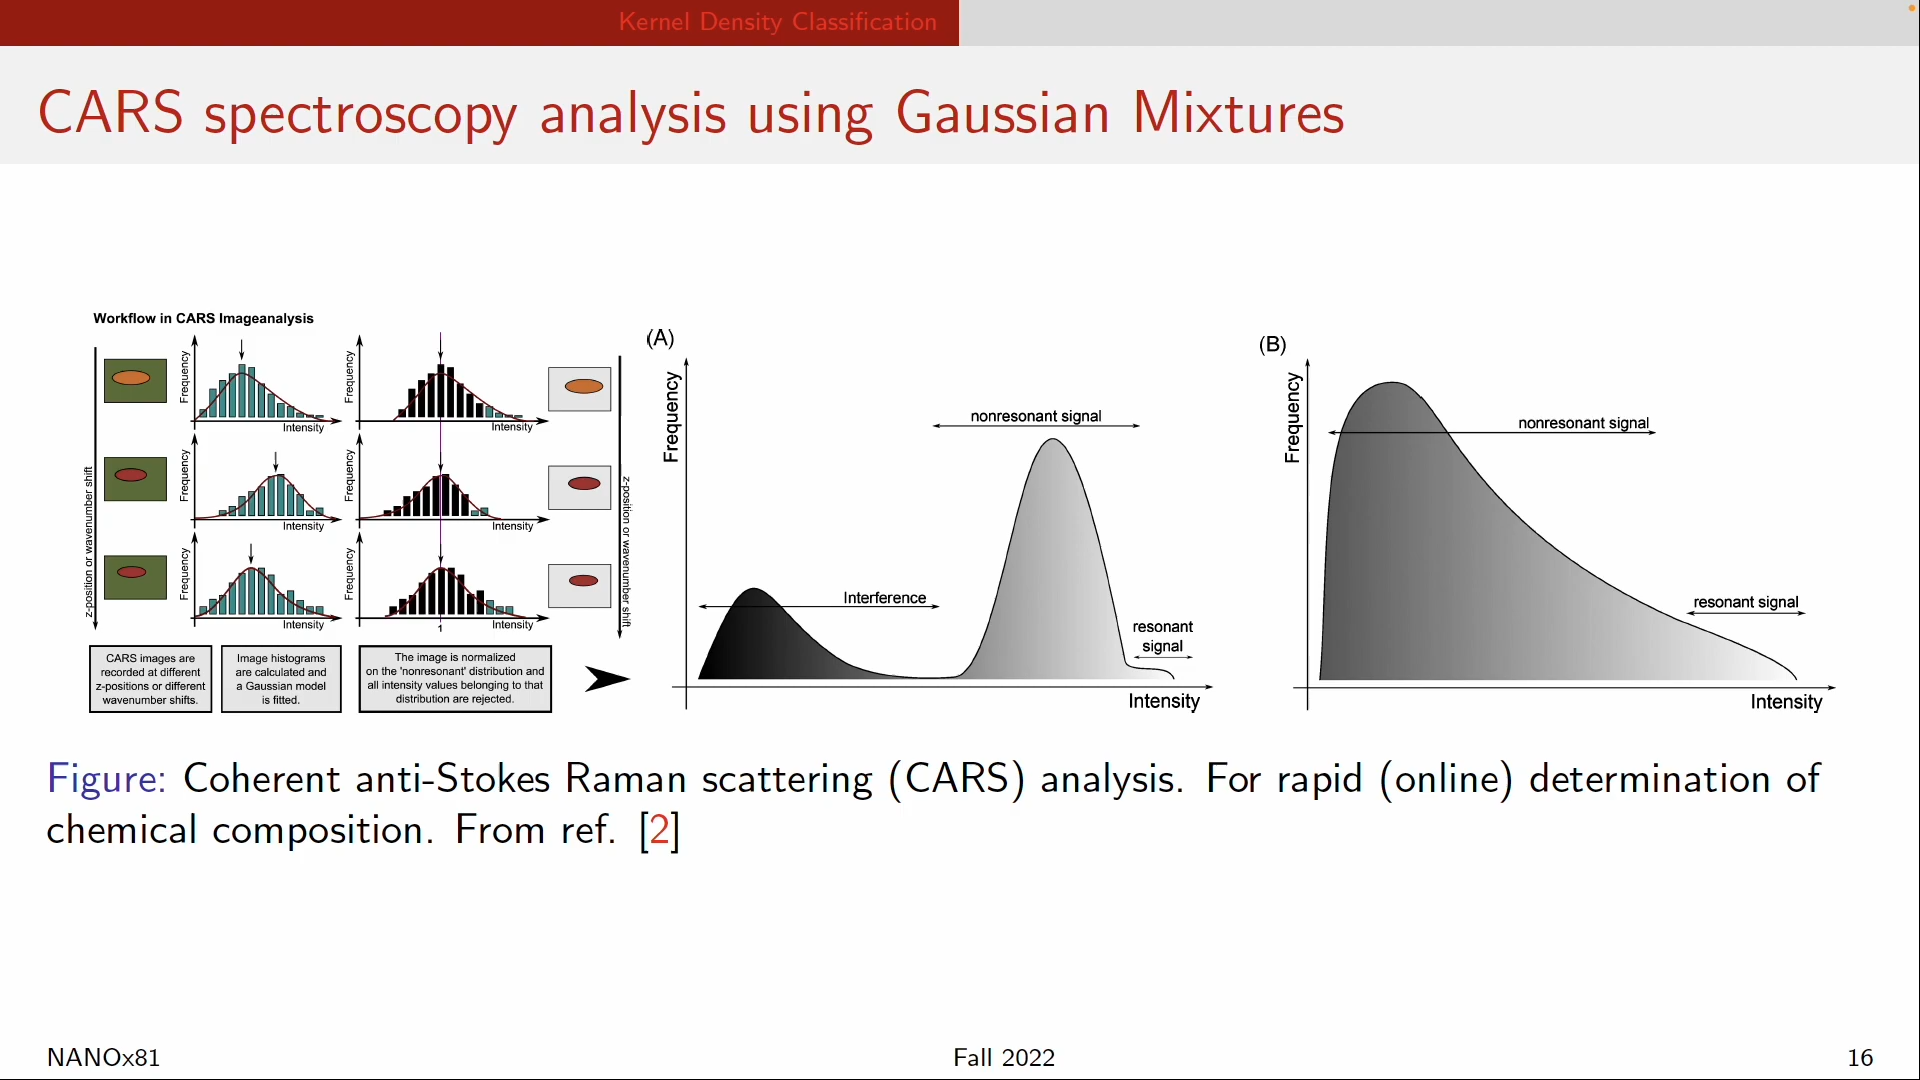 Kernel Density Classification
CARS spectroscopy analysis using Gaussian Mixtures
Workflow in CARS Imageanalysis
z-position or wavenumber shift
Frequency
Intensity
Frequency
Intensity
Frequency
Intensity
Frequency
Intensity
Frequency
Intensity
Frequency
1
Intensity
z-position or wavenumber shift
CARS images are
recorded at different
z-positions or different
wavenumber shifts.
Image histograms
are calculated and
a Gaussian model
is fitted.
The image is normalized
on the 'nonresonant' distribution and
all intensity values belonging to that
distribution are rejected.
(A)
Frequency
nonresonant signal
Interference
resonant
signal
Intensity
(B)
Frequency
nonresonant signal
resonant signal
Intensity
Figure: Coherent anti-Stokes Raman scattering (CARS) analysis. For rapid (online) determination of
chemical composition. From ref. [2]
NANOx81
Fall 2022
16